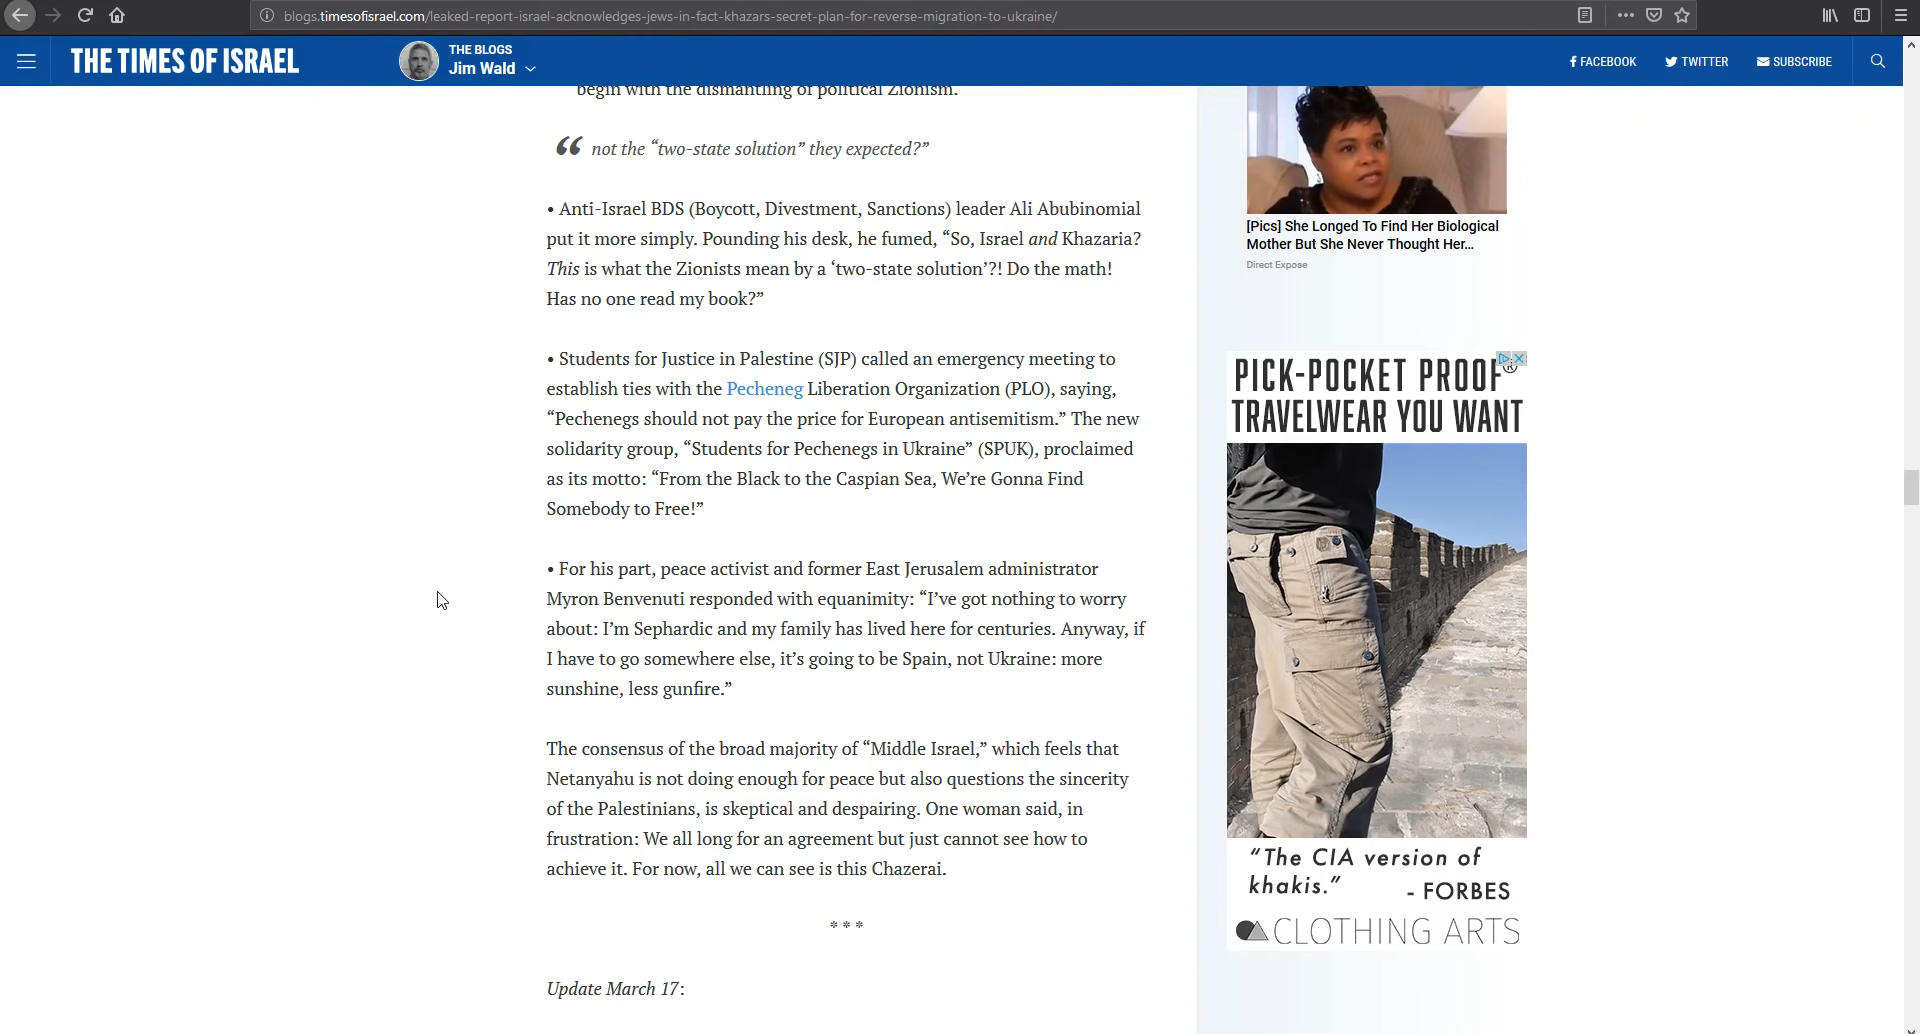 blogs.timesofisrael.com/leaked-report-israel-acknowledges-jews-in-fact-khazars-secret-plan-for-reverse-migration-to-ukraine/
THE TIMES OF ISRAEL
THE BLOGS
Jim Wald
FACEBOOK
TWITTER
SUBSCRIBE
begin with the dismantling of political Zionism.
“ not the “two-state solution” they expected?”
• Anti-Israel BDS (Boycott, Divestment, Sanctions) leader Ali Abubinomial
put it more simply. Pounding his desk, he fumed, “So, Israel and Khazaria?
This is what the Zionists mean by a ‘two-state solution’?! Do the math!
Has no one read my book?”
• Students for Justice in Palestine (SJP) called an emergency meeting to
establish ties with the Pecheneg Liberation Organization (PLO), saying,
“Pechenegs should not pay the price for European antisemitism.” The new
solidarity group, “Students for Pechenegs in Ukraine” (SPUK), proclaimed
as its motto: “From the Black to the Caspian Sea, We’re Gonna Find
Somebody to Free!”
• For his part, peace activist and former East Jerusalem administrator
Myron Benvenuti responded with equanimity: “I’ve got nothing to worry
about: I’m Sephardic and my family has lived here for centuries. Anyway, if
I have to go somewhere else, it’s going to be Spain, not Ukraine: more
sunshine, less gunfire.”
The consensus of the broad majority of “Middle Israel,” which feels that
Netanyahu is not doing enough for peace but also questions the sincerity
of the Palestinians, is skeptical and despairing. One woman said, in
frustration: We all long for an agreement but just cannot see how to
achieve it. For now, all we can see is this Chazerai.
* * *
Update March 17:
[Pics] She Longed To Find Her Biological
Mother But She Never Thought Her...
Direct Expose
PICK-POCKET PROOF®
TRAVELWEAR YOU WANT
“The CIA version of
khakis.” - FORBES
CLOTHING ARTS